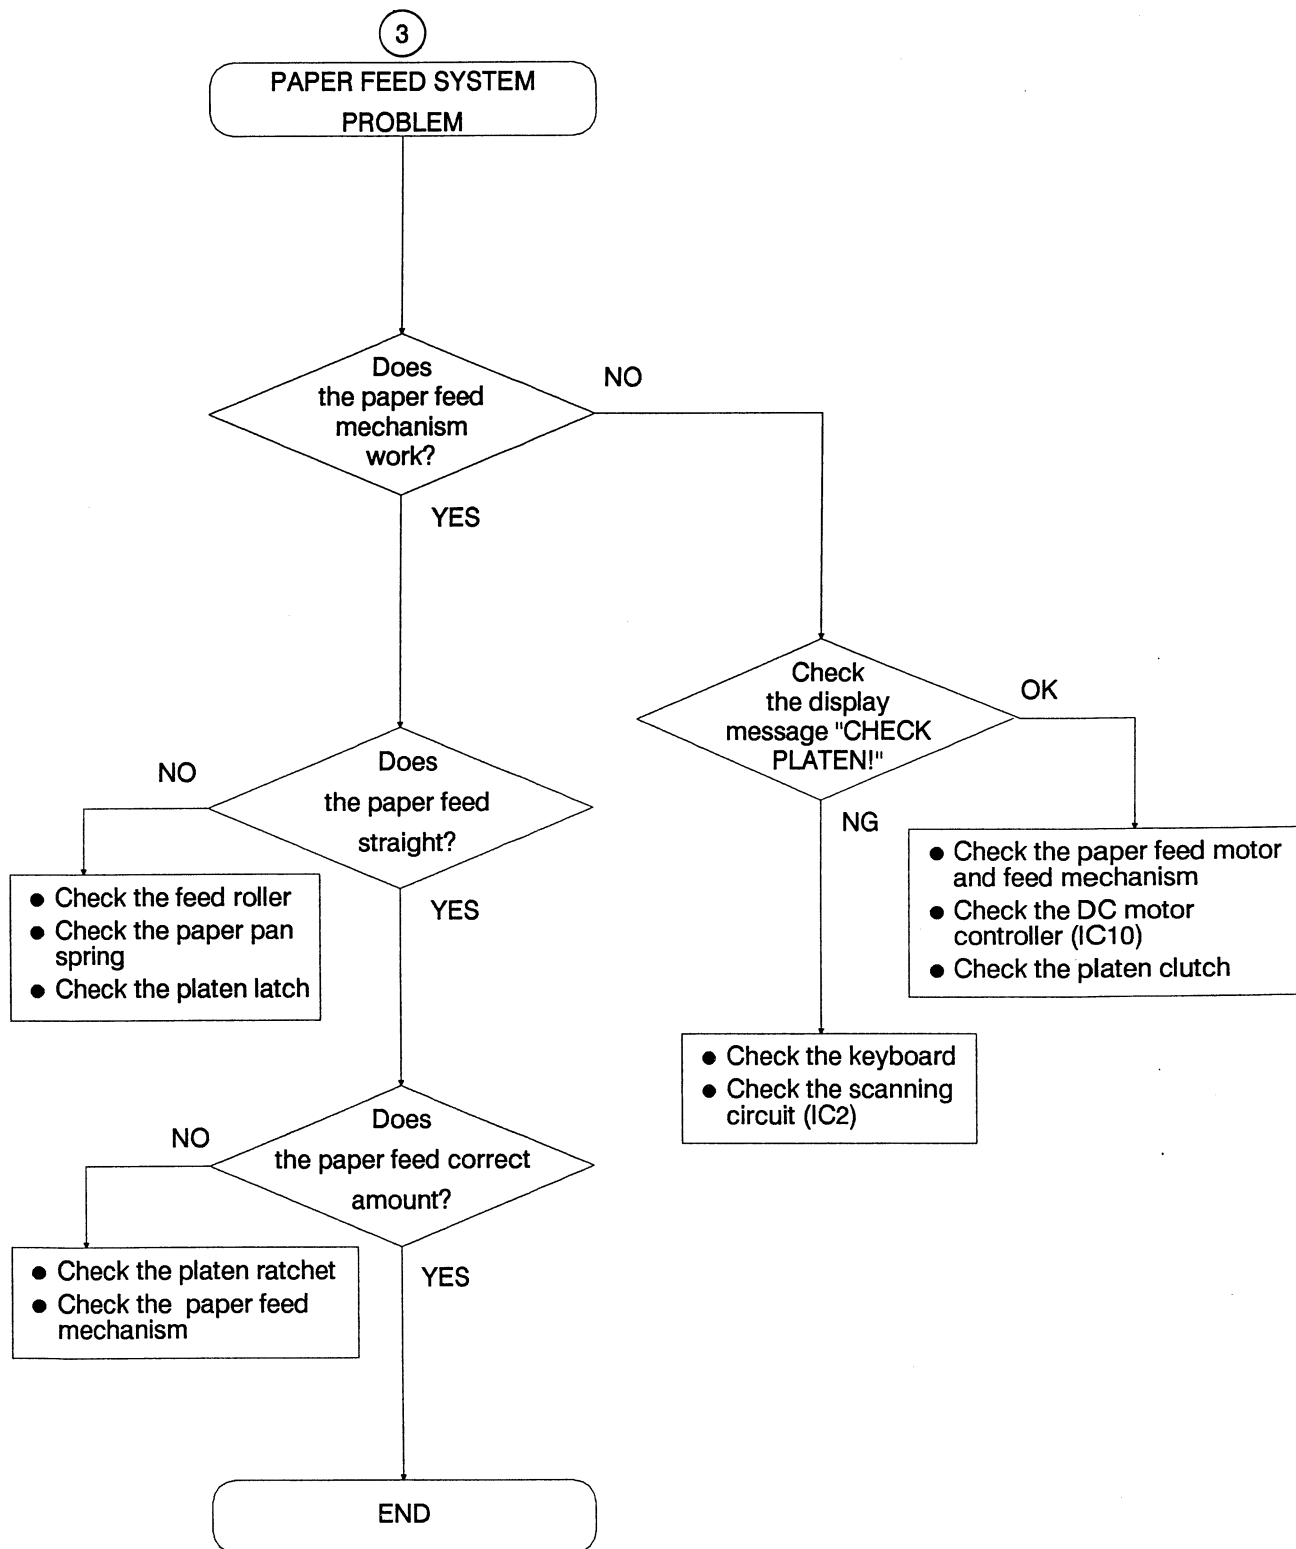 3
PAPER FEED SYSTEM
PROBLEM
Does
the paper feed
mechanism
work?
NO
YES
Check
the display
message "CHECK
PLATEN!"
OK
NG
● Check the paper feed motor
and feed mechanism
● Check the DC motor
controller (IC10)
● Check the platen clutch
● Check the keyboard
● Check the scanning
circuit (IC2)
Does
the paper feed
straight?
NO
YES
● Check the feed roller
● Check the paper pan
spring
● Check the platen latch
Does
the paper feed correct
amount?
NO
YES
● Check the platen ratchet
● Check the paper feed
mechanism
END